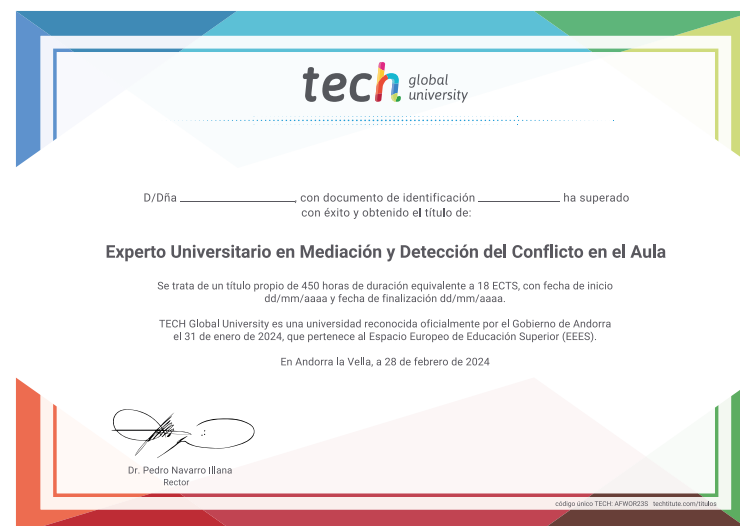 tech global
university
D/Dña ______________, con documento de identificación __________ ha superado
con éxito y obtenido el título de:
Experto Universitario en Mediación y Detección del Conflicto en el Aula
Se trata de un título propio de 450 horas de duración equivalente a 18 ECTS, con fecha de inicio
dd/mm/aaaa y fecha de finalización dd/mm/aaaa.
TECH Global University es una universidad reconocida oficialmente por el Gobierno de Andorra
el 31 de enero de 2024, que pertenece al Espacio Europeo de Educación Superior (EEES).
En Andorra la Vella, a 28 de febrero de 2024
Dr. Pedro Navarro Illana
Rector
código único TECH: AFWOR23S techtitute.com/titulos